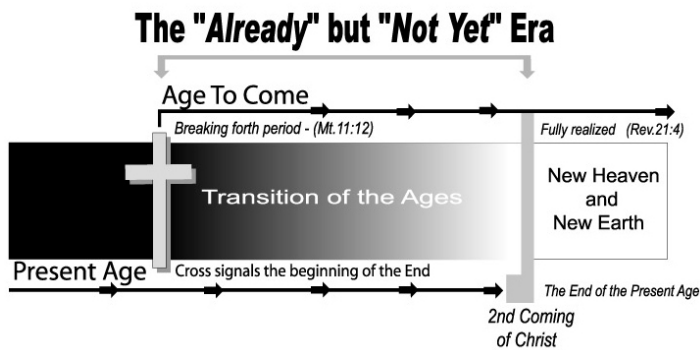 The "Already" but "Not Yet" Era
Age To Come
Breaking forth period - (Mt.11:12)
Fully realized (Rev.21:4)
Transition of the Ages
New Heaven
and
New Earth
Present Age
Cross signals the beginning of the End
The End of the Present Age
2nd Coming
of Christ